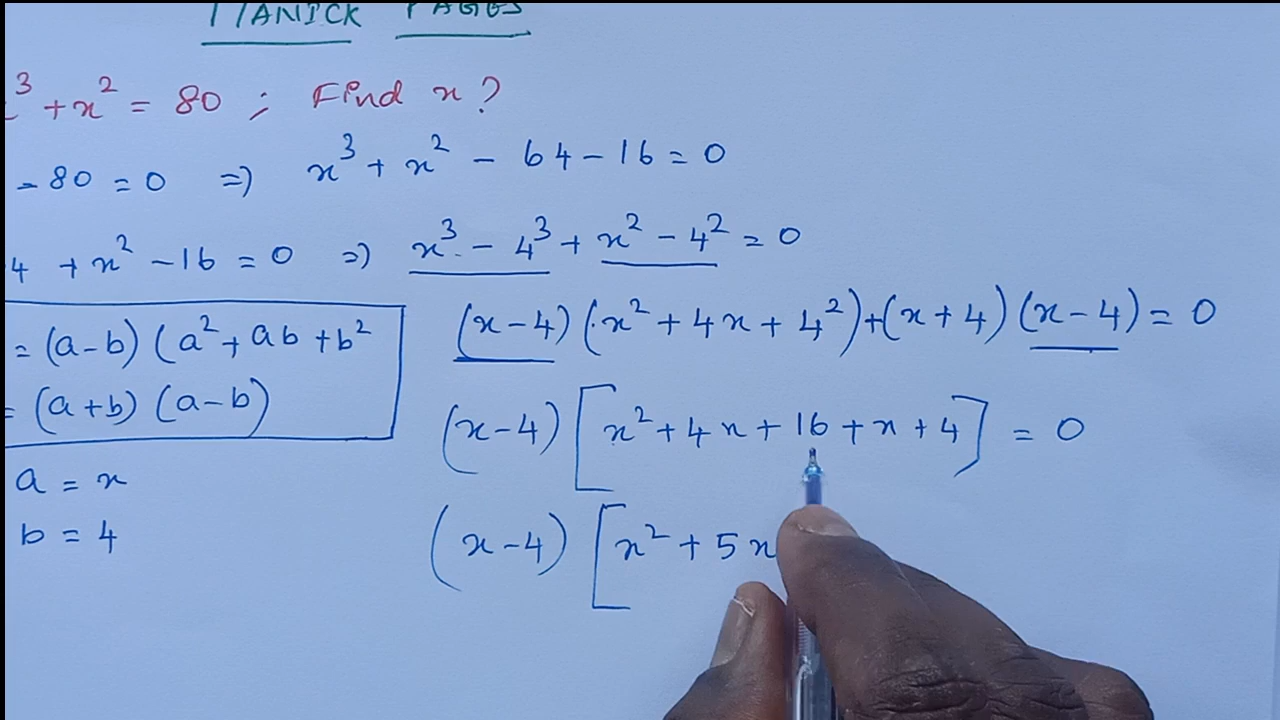 MANICK PAGES
x³ + x² = 80 ; Find x?
- 80 = 0 ⇒ x³ + x² - 64 - 16 = 0
4 + x² - 16 = 0 ⇒ x³ - 4³ + x² - 4² = 0
= (a-b) (a² + ab + b²
= (a+b) (a-b)
a = x
b = 4
(x-4) (x² + 4x + 4²) + (x+4) (x-4) = 0
(x-4) [x² + 4x + 16 + x + 4] = 0
(x-4) [x² + 5x